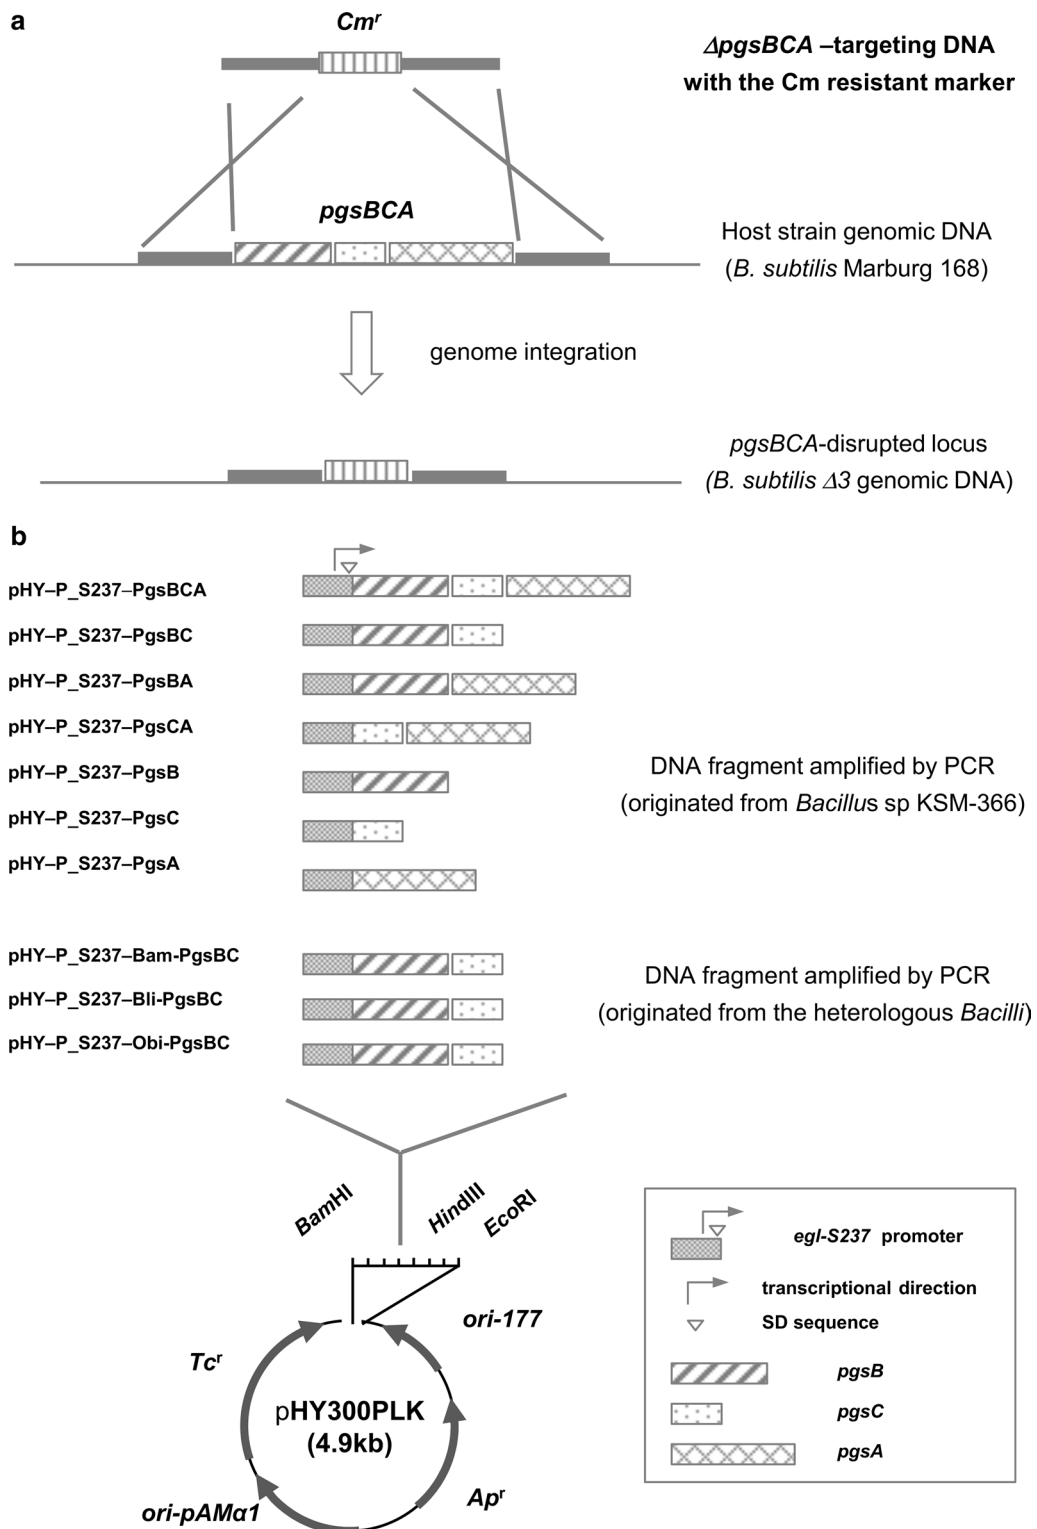 a
Cmʳ
ΔpgsBCA –targeting DNA
with the Cm resistant marker
pgsBCA
Host strain genomic DNA
(B. subtilis Marburg 168)
genome integration
pgsBCA-disrupted locus
(B. subtilis Δ3 genomic DNA)
b
pHY–P_S237–PgsBCA
pHY–P_S237–PgsBC
pHY–P_S237–PgsBA
pHY–P_S237–PgsCA
pHY–P_S237–PgsB
pHY–P_S237–PgsC
pHY–P_S237–PgsA
DNA fragment amplified by PCR
(originated from Bacillus sp KSM-366)
pHY–P_S237–Bam-PgsBC
pHY–P_S237–Bli-PgsBC
pHY–P_S237–Obi-PgsBC
DNA fragment amplified by PCR
(originated from the heterologous Bacilli)
BamHI
HindIII
EcoRI
ori-177
Tcʳ
pHY300PLK
(4.9kb)
ori-pAMα1
Apʳ
egl-S237 promoter
transcriptional direction
SD sequence
pgsB
pgsC
pgsA